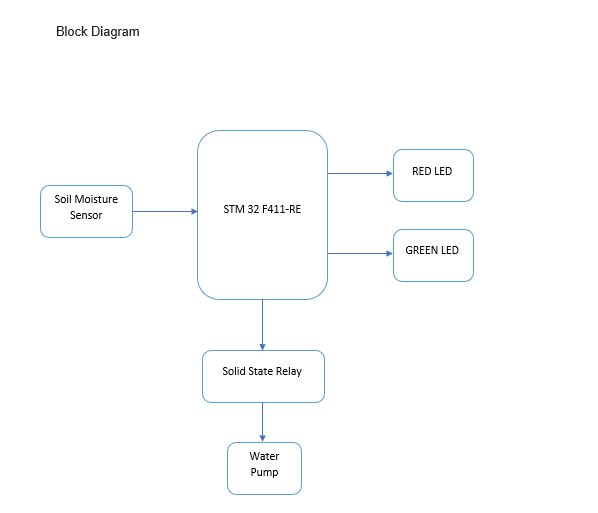 Block Diagram
Soil Moisture
Sensor
STM 32 F411-RE
RED LED
GREEN LED
Solid State Relay
Water
Pump